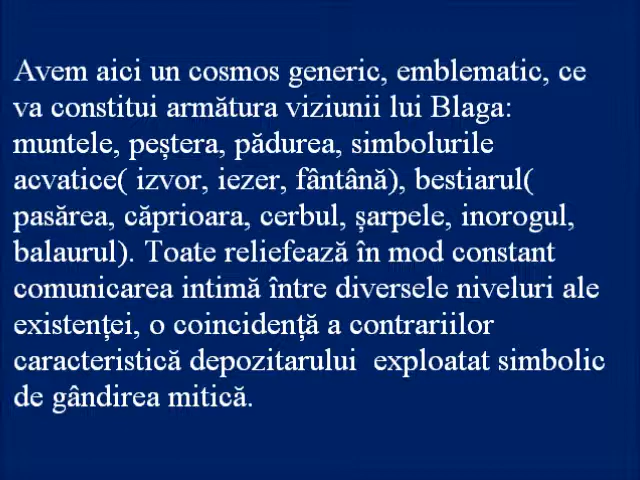 Avem aici un cosmos generic, emblematic, ce
va constitui armătura viziunii lui Blaga:
muntele, peștera, pădurea, simbolurile
acvatice( izvor, iezer, fântână), bestiarul(
pasărea, căprioara, cerbul, șarpele, inorogul,
balaurul). Toate reliefează în mod constant
comunicarea intimă între diversele niveluri ale
existenței, o coincidență a contrariilor
caracteristică depozitarului  exploatat simbolic
de gândirea mitică.